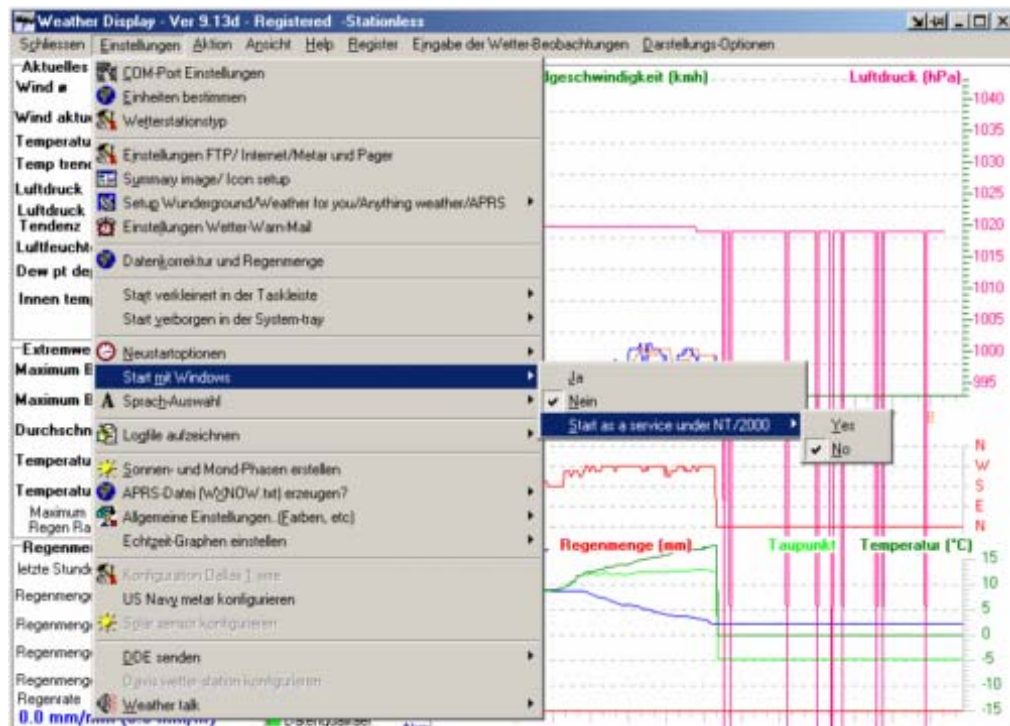 Weather Display - Ver 9.13d - Registered -Stationless
Schliessen Einstellungen Aktion Ansicht Help Register Eingabe der Wetter-Beobachtungen Darstellungs-Optionen
Aktuelles
Wind ø
Wind aktu
Temperatu
Temp tren
Luftdruck
Luftdruck
Tendenz
Luftfeucht
Dew pt de
Innen tem
Extremwe
Maximum B
Maximum B
Durchschn
Temperatu
Temperatu
Maximum
Regen Ra
Regenme
letzte Stund
Regenmeng
Regenmeng
Regenmeng
Regenmeng
Regenrate
0.0 mm/
COM-Port Einstellungen
Einheiten bestimmen
Wetterstationstyp
Einstellungen FTP/ Internet/Metar und Pager
Summary image/ Icon setup
Setup Wunderground/Weather for you/Anything weather/APRS
Einstellungen Wetter-Warn-Mail
Datenkorrektur und Regenmenge
Start verkleinert in der Taskleiste
Start verborgen in der System-tray
Neustartoptionen
Start mit Windows
Sprach-Auswahl
Logfile aufzeichnen
Sonnen- und Mond-Phasen erstellen
APRS-Datei (WXNOW.txt) erzeugen?
Allgemeine Einstellungen..(Farben, etc)
Echtzeit-Graphen einstellen
Konfiguration Dallas 1 wire
US Navy metar konfigurieren
Solar sensor konfigurieren
DDE senden
Davis wetter-station konfigurieren
Weather talk
Ja
Nein
Start as a service under NT/2000
Yes
No
dgeschwindigkeit (kmh)
Luftdruck (hPa)
1040
1035
1030
1025
1020
1015
1010
1005
1000
995
N
W
S
E
N
Regenmenge (mm)
Taupunkt
Temperatur (°C)
15
10
5
0
-5
-10
-15